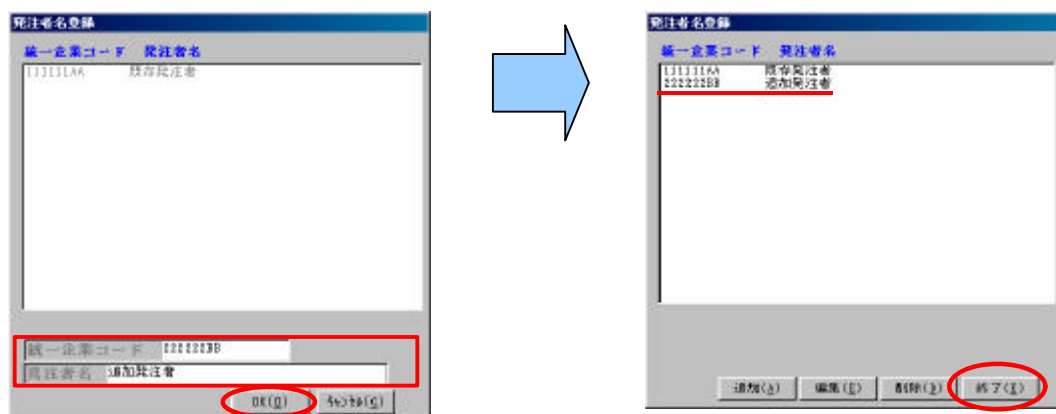 発注者名登録
統一企業コード 発注者名
111111AA 既存発注者
統一企業コード 222222BB
発注者名 追加発注者
OK(O) ｷｬﾝｾﾙ(C)
発注者名登録
統一企業コード 発注者名
111111AA 既存発注者
222222BB 追加発注者
追加(A) 編集(E) 削除(D) 終了(X)